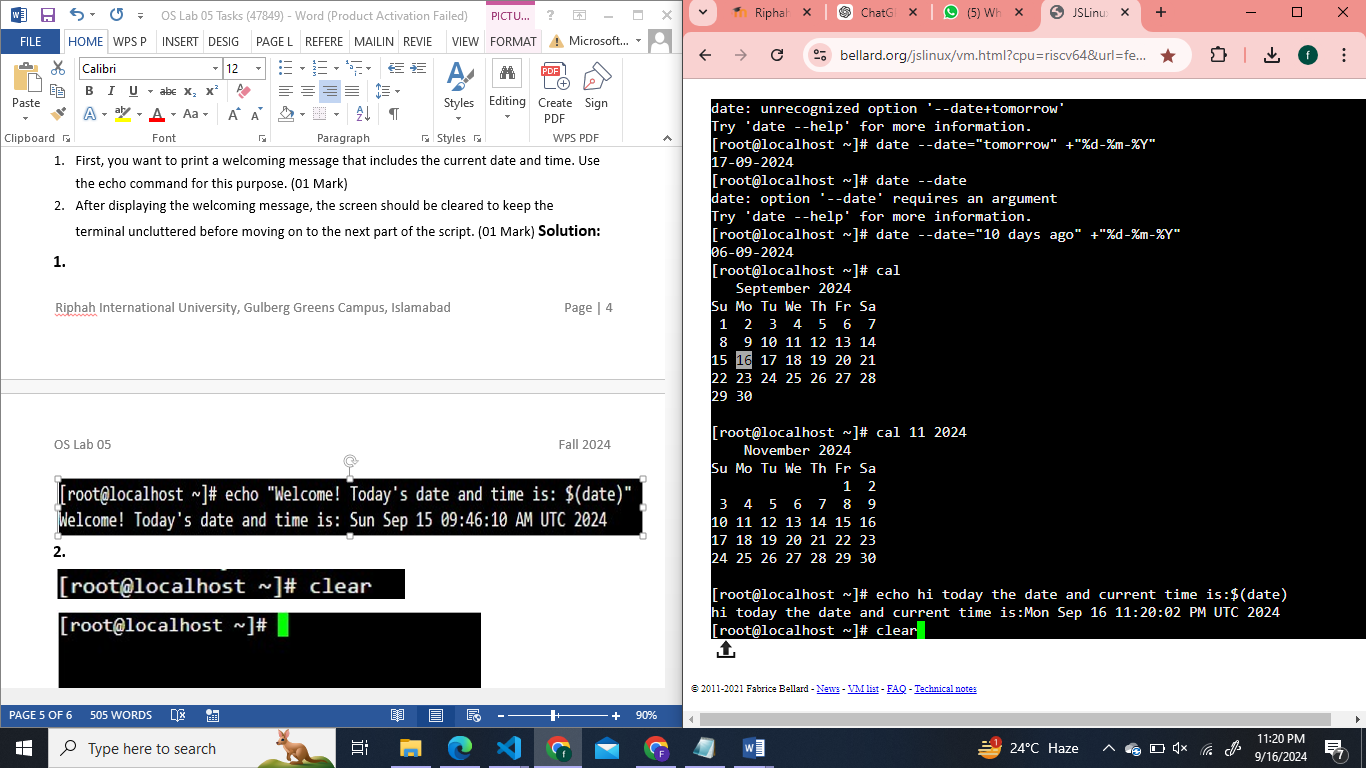 OS Lab 05 Tasks (47849) - Word (Product Activation Failed)
PICTU...
FILE HOME WPS P INSERT DESIG PAGE L REFERE MAILIN REVIE VIEW FORMAT Microsoft...
Calibri 12
Paste
B I U abc x₂ x²
A ab A Aa A A
Styles
Editing
Create PDF
Sign
Clipboard Font Paragraph Styles WPS PDF
1. First, you want to print a welcoming message that includes the current date and time. Use
the echo command for this purpose. (01 Mark)
2. After displaying the welcoming message, the screen should be cleared to keep the
terminal uncluttered before moving on to the next part of the script. (01 Mark) Solution:
1.
Riphah International University, Gulberg Greens Campus, Islamabad Page | 4
OS Lab 05 Fall 2024
[root@localhost ~]# echo "Welcome! Today's date and time is: $(date)"
Welcome! Today's date and time is: Sun Sep 15 09:46:10 AM UTC 2024
2.
[root@localhost ~]# clear
[root@localhost ~]#
PAGE 5 OF 6 505 WORDS 90%
Riphah ChatG (5) Wh JSLinu
bellard.org/jslinux/vm.html?cpu=riscv64&url=fe...
f
date: unrecognized option '--date+tomorrow'
Try 'date --help' for more information.
[root@localhost ~]# date --date="tomorrow" +"%d-%m-%Y"
17-09-2024
[root@localhost ~]# date --date
date: option '--date' requires an argument
Try 'date --help' for more information.
[root@localhost ~]# date --date="10 days ago" +"%d-%m-%Y"
06-09-2024
[root@localhost ~]# cal
September 2024
Su Mo Tu We Th Fr Sa
1 2 3 4 5 6 7
8 9 10 11 12 13 14
15 16 17 18 19 20 21
22 23 24 25 26 27 28
29 30
[root@localhost ~]# cal 11 2024
November 2024
Su Mo Tu We Th Fr Sa
1 2
3 4 5 6 7 8 9
10 11 12 13 14 15 16
17 18 19 20 21 22 23
24 25 26 27 28 29 30
[root@localhost ~]# echo hi today the date and current time is:$(date)
hi today the date and current time is:Mon Sep 16 11:20:02 PM UTC 2024
[root@localhost ~]# clear
© 2011-2021 Fabrice Bellard - News - VM list - FAQ - Technical notes
Type here to search
24°C Haze
11:20 PM
9/16/2024
7